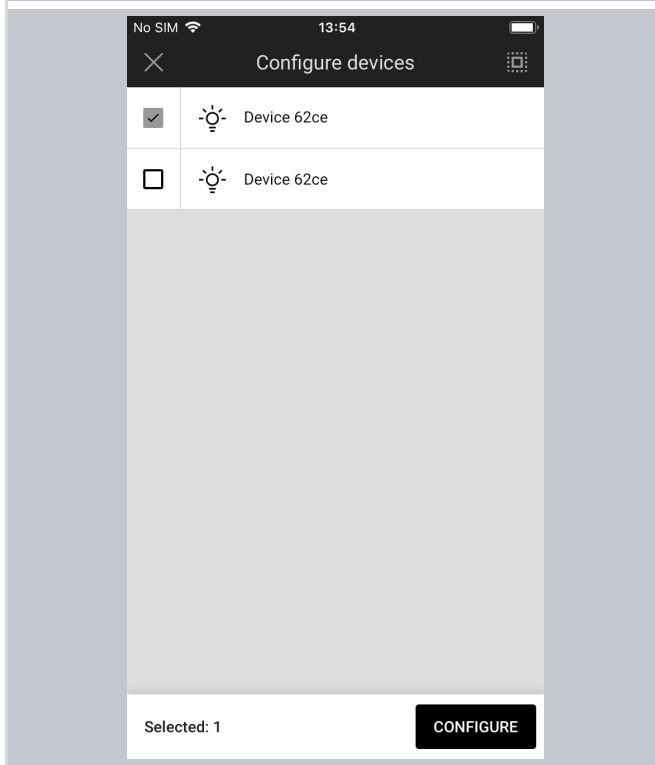 No SIM 13:54
Configure devices
Device 62ce
Device 62ce
Selected: 1 CONFIGURE